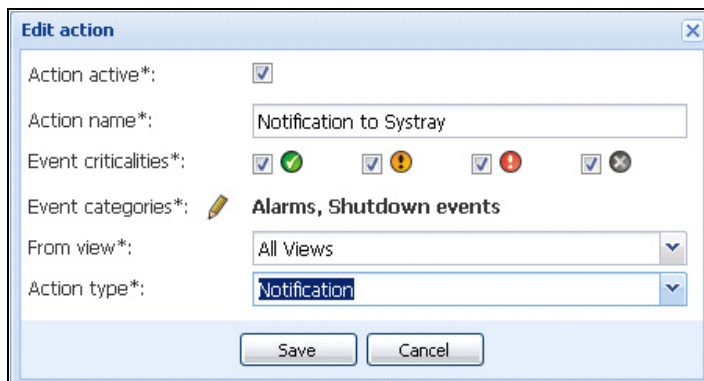 Edit action
Action active*:
Action name*: Notification to Systray
Event criticalities*:
Event categories*: Alarms, Shutdown events
From view*: All Views
Action type*: Notification
Save Cancel